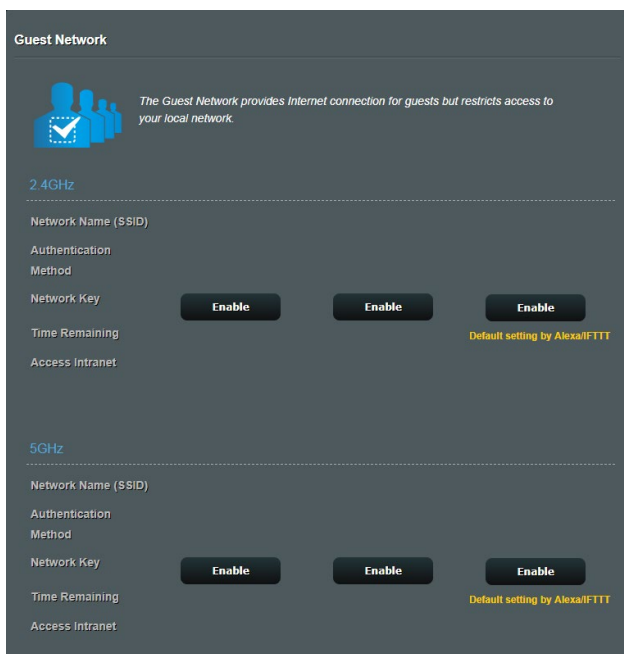 Guest Network
The Guest Network provides Internet connection for guests but restricts access to
your local network.
2.4GHz
Network Name (SSID)
Authentication
Method
Network Key
Enable Enable Enable
Time Remaining
Default setting by Alexa/IFTTT
Access Intranet
5GHz
Network Name (SSID)
Authentication
Method
Network Key
Enable Enable Enable
Time Remaining
Default setting by Alexa/IFTTT
Access Intranet